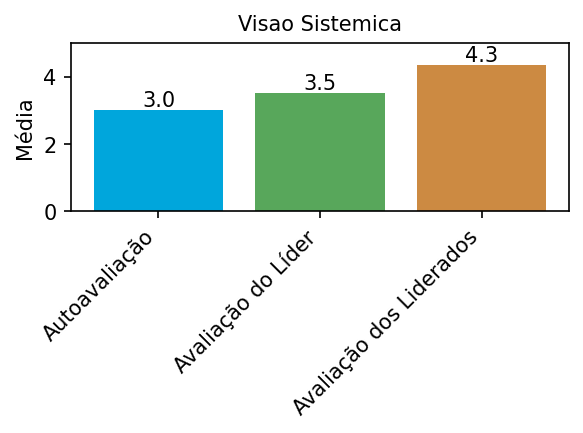 Visao Sistemica
Média
4
2
0
3.0
3.5
4.3
Autoavaliação
Avaliação do Líder
Avaliação dos Liderados